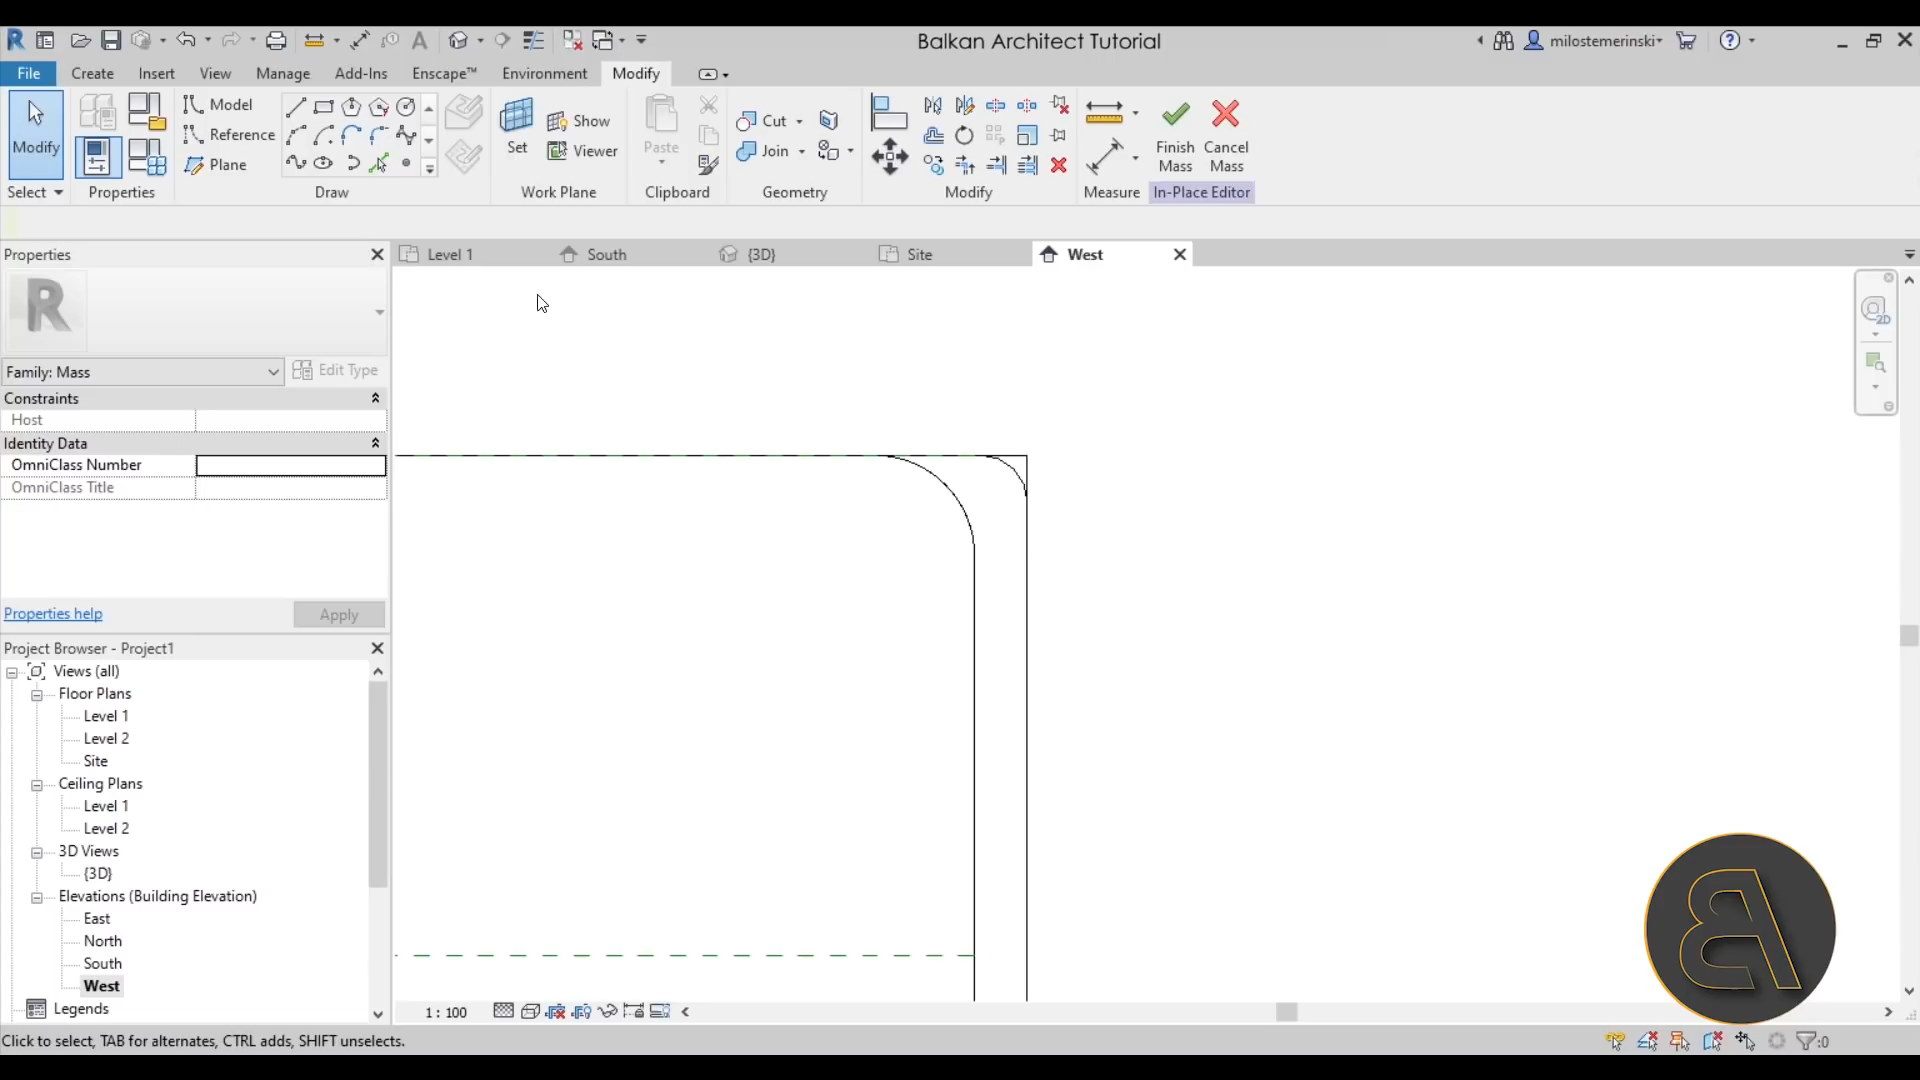 Balkan Architect Tutorial
milostemerinski
File Create Insert View Manage Add-Ins Enscape™ Environment Modify
Modify
Select
Properties
Model
Reference
Plane
Draw
Set
Show
Viewer
Work Plane
Paste
Clipboard
Cut
Join
Geometry
Modify
Measure
Finish Mass
Cancel Mass
In-Place Editor
Properties
Level 1 South {3D} Site West
2D
R
Family: Mass Edit Type
Constraints
Host
Identity Data
OmniClass Number
OmniClass Title
Properties help Apply
Project Browser - Project1
Views (all)
Floor Plans
Level 1
Level 2
Site
Ceiling Plans
Level 1
Level 2
3D Views
{3D}
Elevations (Building Elevation)
East
North
South
West
Legends
1 : 100
Click to select, TAB for alternates, CTRL adds, SHIFT unselects.
:0